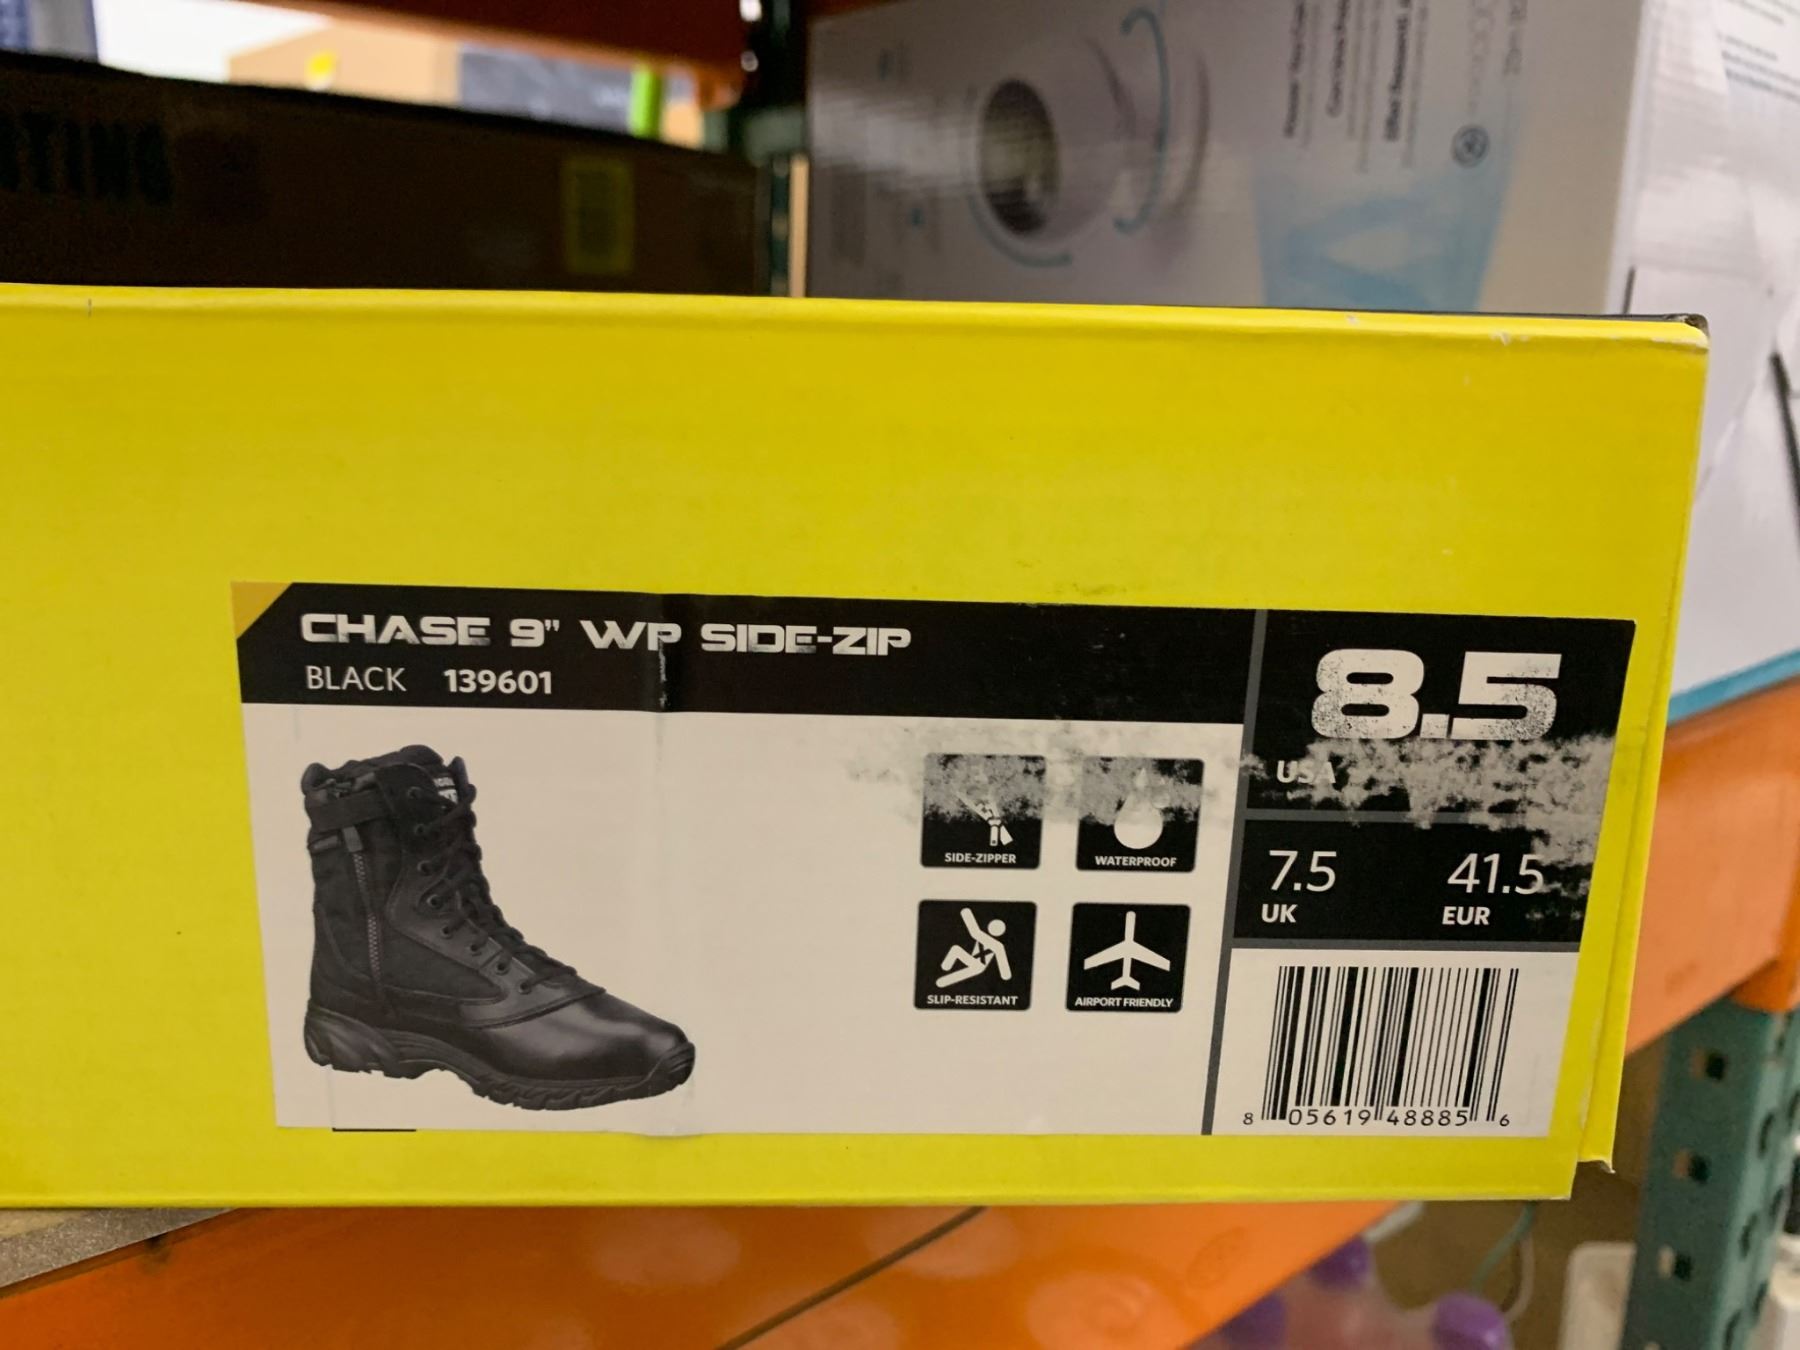 CHASE 9" WP SIDE-ZIP
BLACK 139601
8.5
USA
7.5
UK
41.5
EUR
SIDE-ZIPPER
WATERPROOF
SLIP-RESISTANT
AIRPORT FRIENDLY
8 05619 48885 6